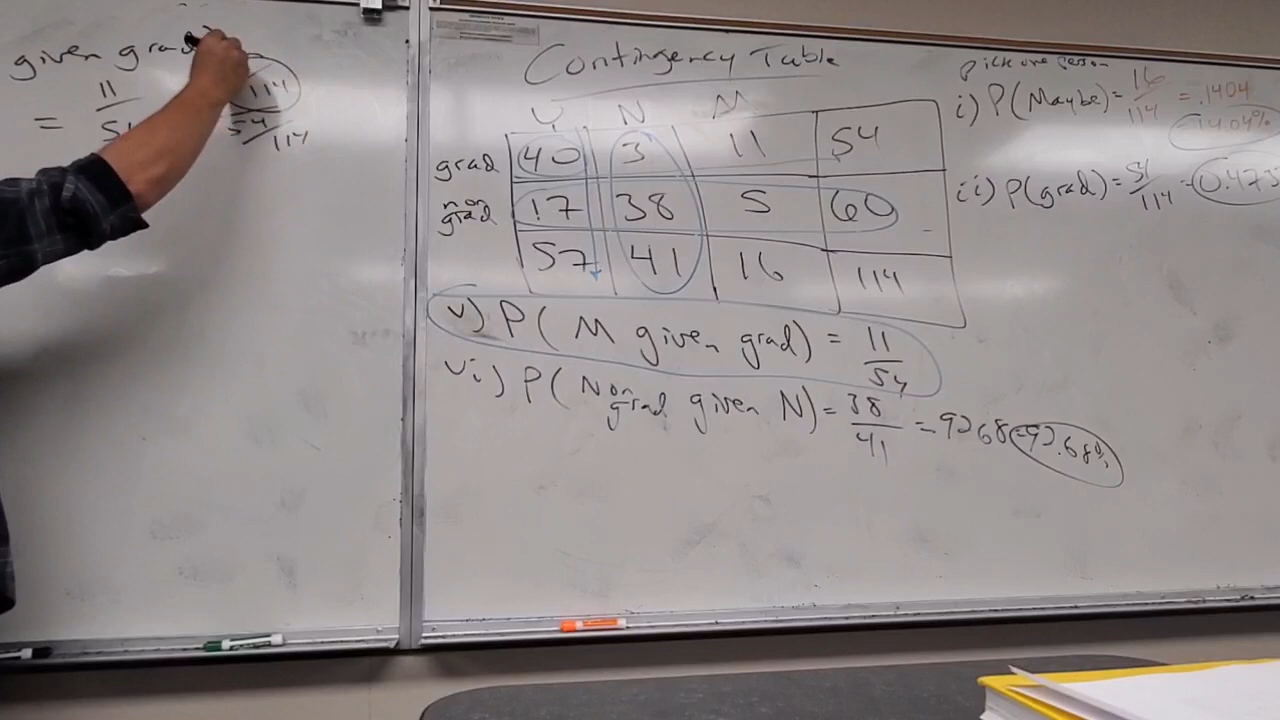 given grad)
= 11/54
114
54/114
Contingency Table
Y N M
grad 40 3 11 54
non grad 17 38 5 60
57 41 16 114
v) P( M given grad) = 11/54
vi) P( Non grad given N) = 38/41 = 9268 = 92.68%
pick one person
i) P(Maybe) = 16/114 = .1404
= 14.04%
ii) P(grad) = 54/114 = 0.473